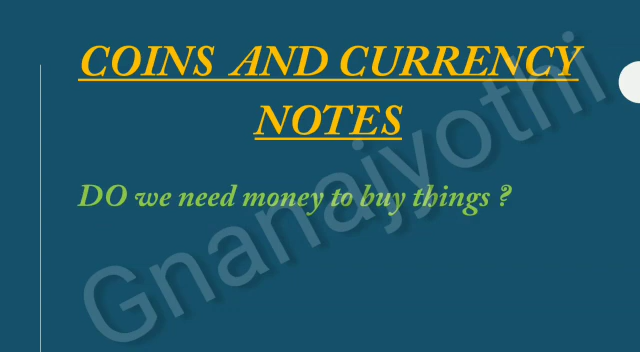 COINS AND CURRENCY
NOTES
DO we need money to buy things ?
Gnanajyothi